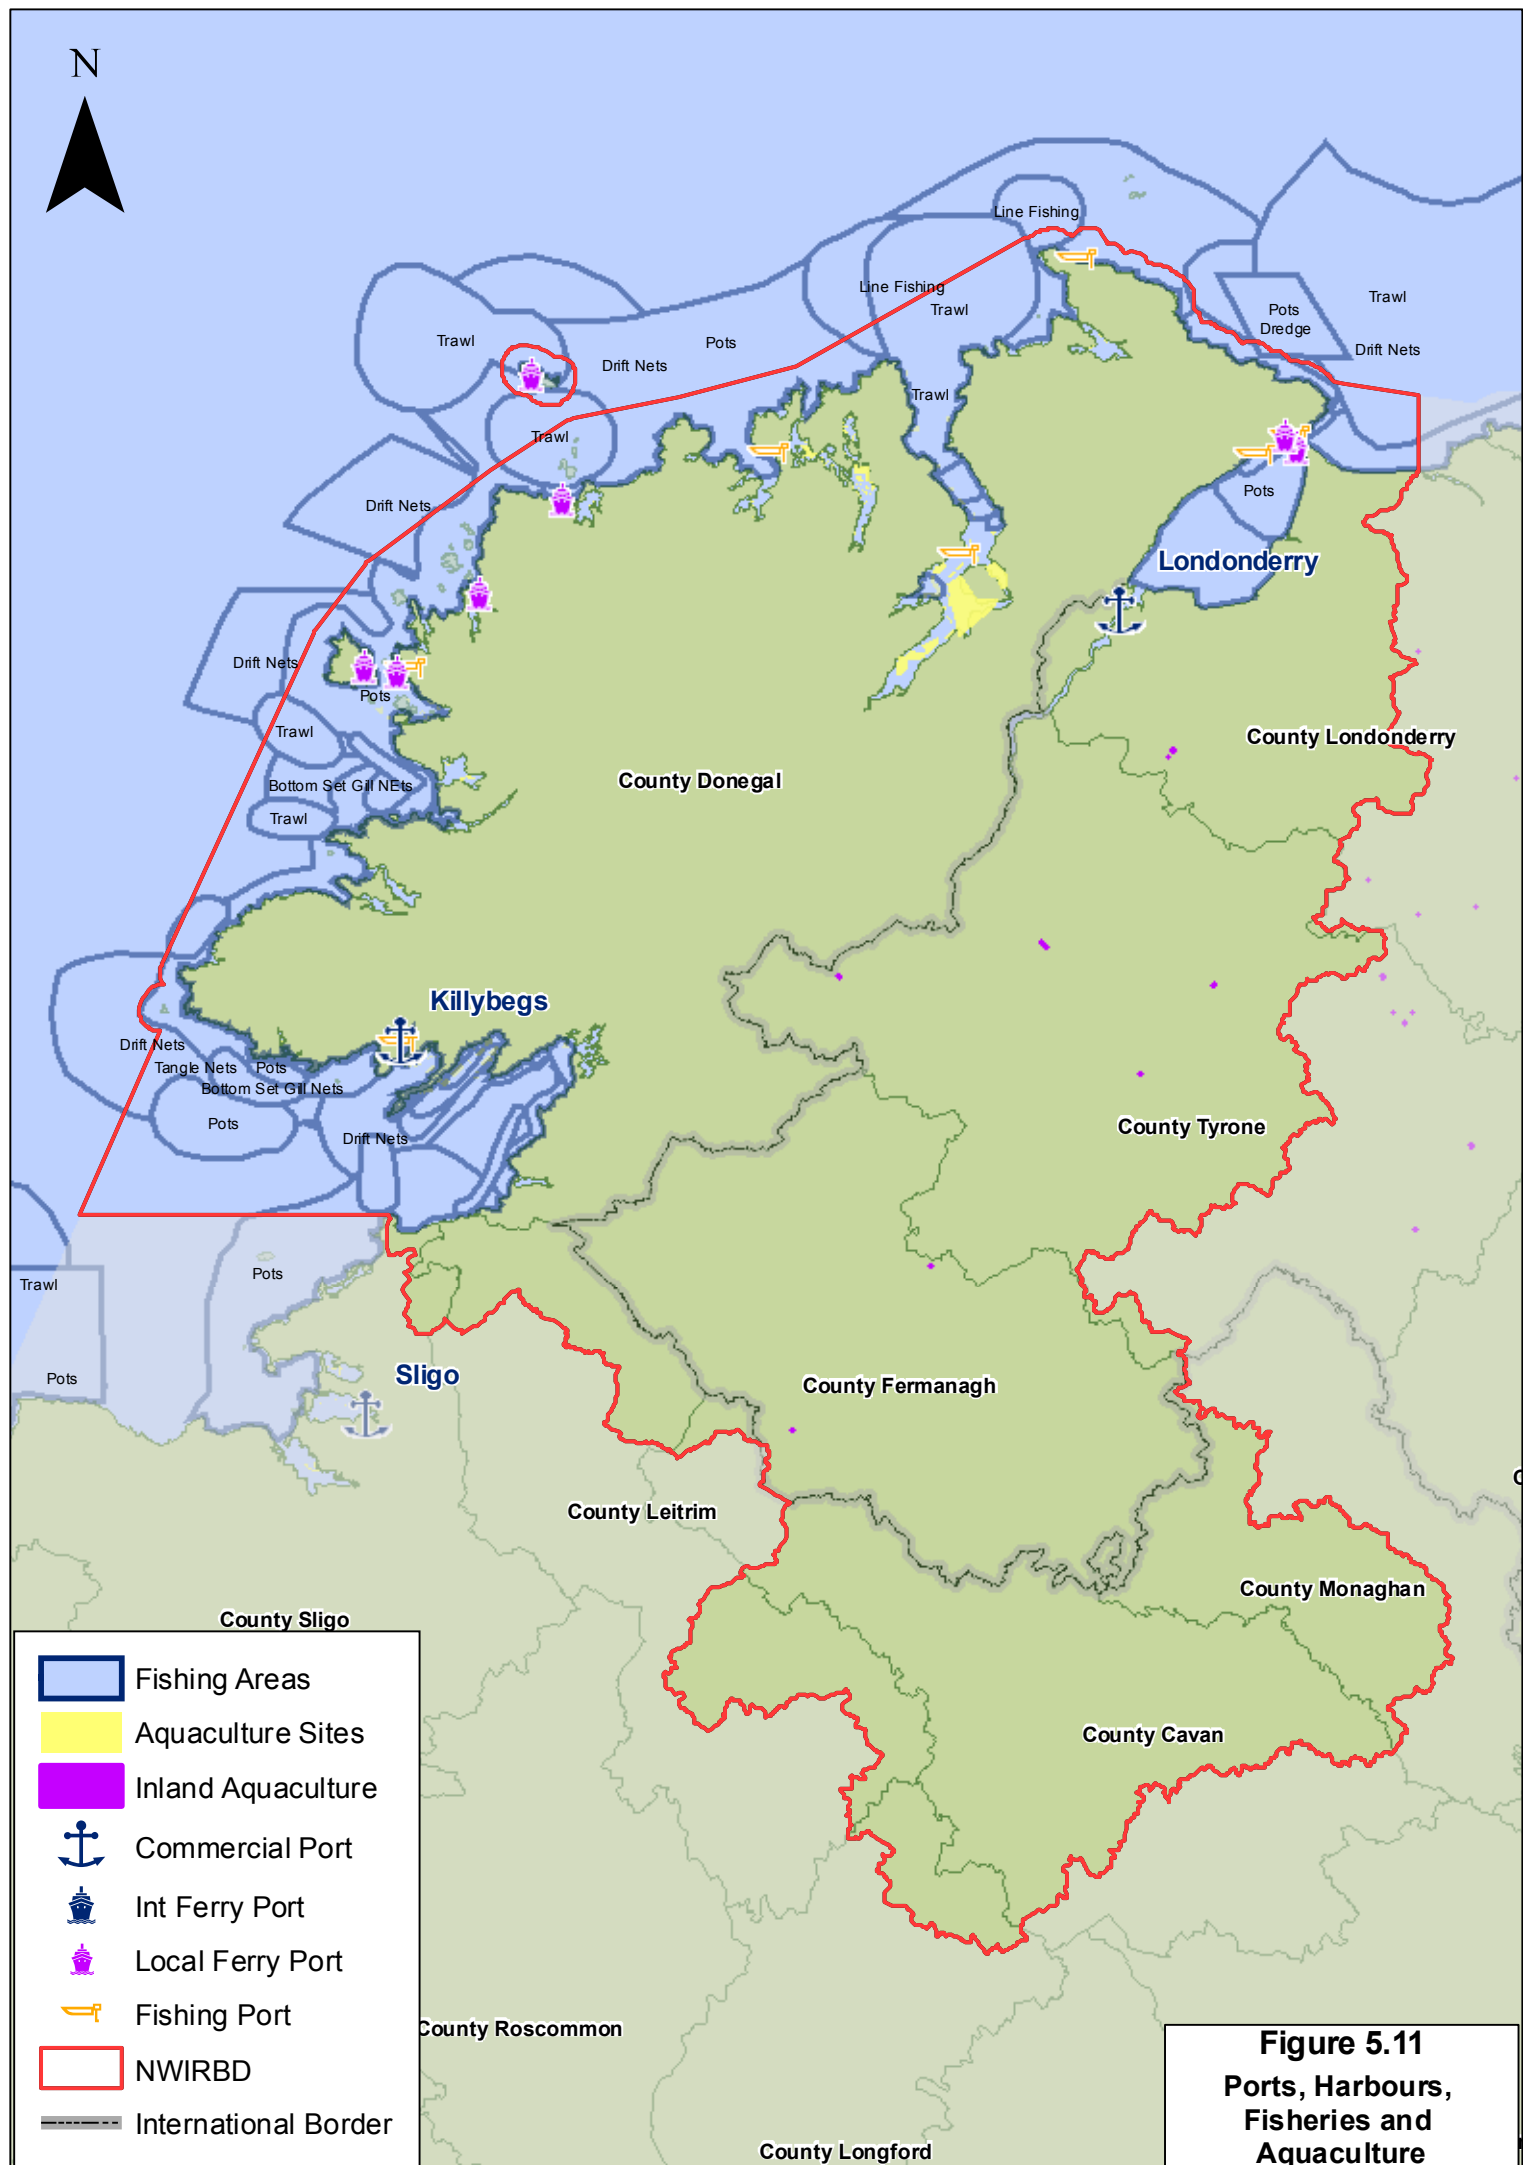 N
Line Fishing
Line Fishing
Trawl
Pots
Dredge
Trawl
Drift Nets
Trawl
Drift Nets
Pots
Trawl
Trawl
Drift Nets
Pots
Londonderry
Drift Nets
Pots
Trawl
Bottom Set Gill NEts
Trawl
County Donegal
County Londonderry
Killybegs
Drift Nets
Tangle Nets
Pots
Bottom Set Gill Nets
Pots
Drift Nets
County Tyrone
Trawl
Pots
Pots
Sligo
County Fermanagh
County Leitrim
County Monaghan
County Sligo
County Cavan
County Roscommon
County Longford
Fishing Areas
Aquaculture Sites
Inland Aquaculture
Commercial Port
Int Ferry Port
Local Ferry Port
Fishing Port
NWIRBD
International Border
Figure 5.11
Ports, Harbours,
Fisheries and
Aquaculture